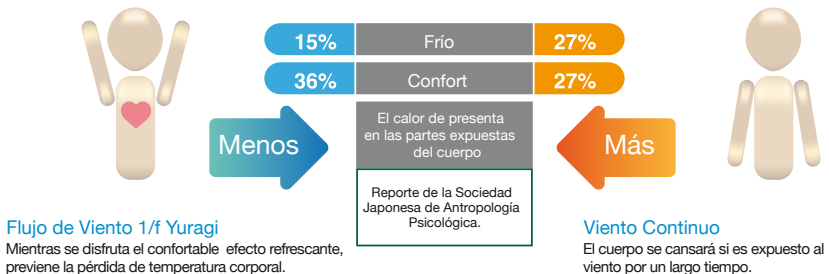 15% Frío 27%
36% Confort 27%
El calor de presenta
en las partes expuestas
del cuerpo
Menos
Más
Reporte de la Sociedad
Japonesa de Antropología
Psicológica.
Flujo de Viento 1/f Yuragi
Mientras se disfruta el confortable efecto refrescante,
previene la pérdida de temperatura corporal.
Viento Continuo
El cuerpo se cansará si es expuesto al
viento por un largo tiempo.